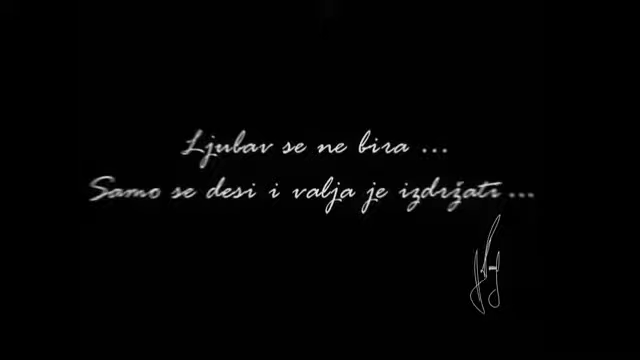 Ljubav se ne bira ...
Samo se desi i valja je izdržati ...